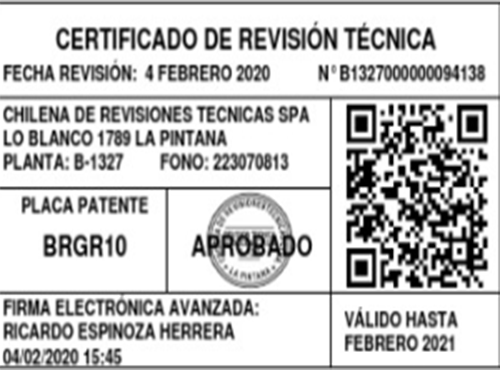 CERTIFICADO DE REVISIÓN TÉCNICA
FECHA REVISIÓN: 4 FEBRERO 2020 N° B1327000000094138
CHILENA DE REVISIONES TECNICAS SPA
LO BLANCO 1789 LA PINTANA
PLANTA: B-1327 FONO: 223070813
PLACA PATENTE
BRGR10
APROBADO
LA PINTANA
FIRMA ELECTRÓNICA AVANZADA:
RICARDO ESPINOZA HERRERA
04/02/2020 15:45
VÁLIDO HASTA
FEBRERO 2021